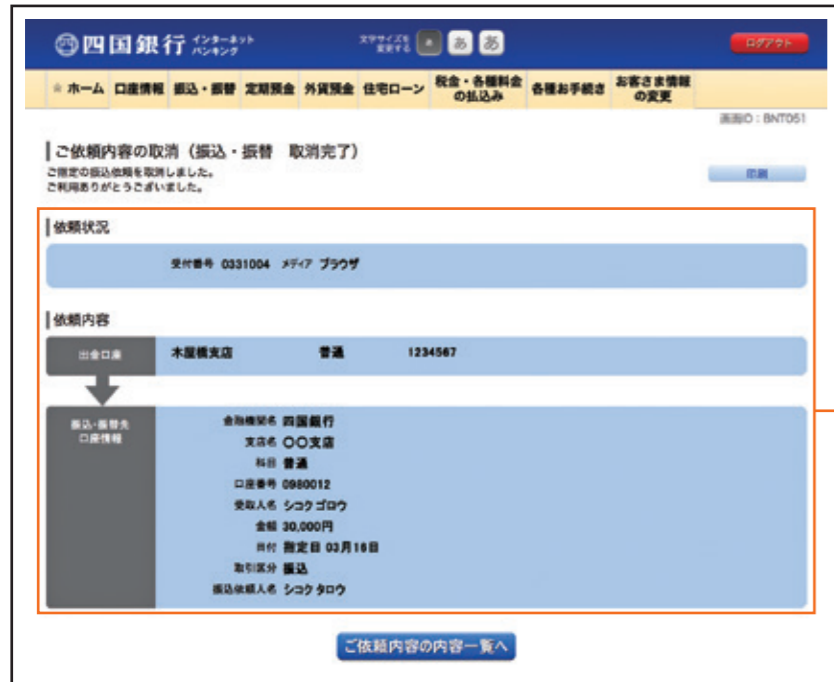 四国銀行 インターネットバンキング 文字サイズを変更する あ あ あ ログアウト
ホーム 口座情報 振込・振替 定期預金 外貨預金 住宅ローン 税金・各種料金の払込み 各種お手続き お客さま情報の変更
画面ID：BNT051
ご依頼内容の取消（振込・振替 取消完了）
ご指定の振込依頼を取消しました。
ご利用ありがとうございました。
印刷
依頼状況
受付番号 0331004 メディア ブラウザ
依頼内容
出金口座 木屋橋支店 普通 1234567
振込・振替先口座情報
金融機関名 四国銀行
支店名 〇〇支店
科目 普通
口座番号 0980012
受取人名 シコク ゴロウ
金額 30,000円
日付 指定日 03月16日
取引区分 振込
振込依頼人名 シコク タロウ
ご依頼内容の内容一覧へ